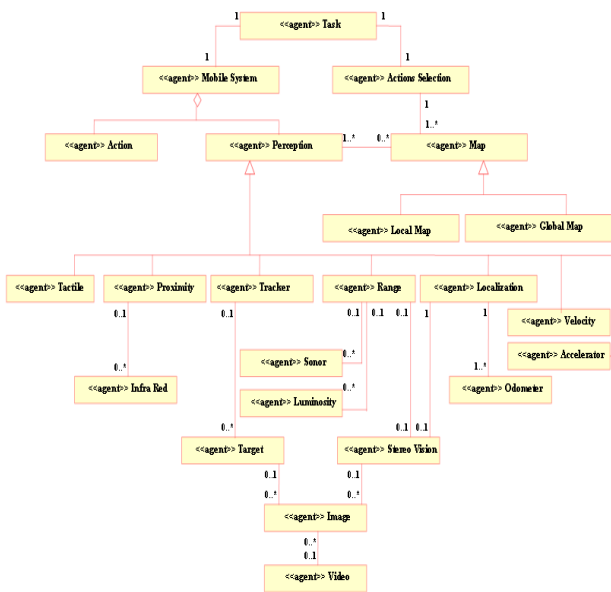 1 <<agent>> Task 1
1 1
<<agent>> Mobile System <<agent>> Actions Selection
1
1..*
<<agent>> Action <<agent>> Perception 1..* 0..* <<agent>> Map
<<agent>> Local Map <<agent>> Global Map
<<agent>> Tactile <<agent>> Proximity <<agent>> Tracker <<agent>> Range <<agent>> Localization
0..1 0..1 0..1 0..1 0..1 1 1
<<agent>> Velocity
0..* <<agent>> Sonor 0..* 1..* <<agent>> Accelerator
<<agent>> Infra Red 0..* <<agent>> Odometer
<<agent>> Luminosity
0..* 0..1 0..1
<<agent>> Target <<agent>> Stereo Vision
0..1 0..1
0..* 0..*
<<agent>> Image
0..*
0..1
<<agent>> Video